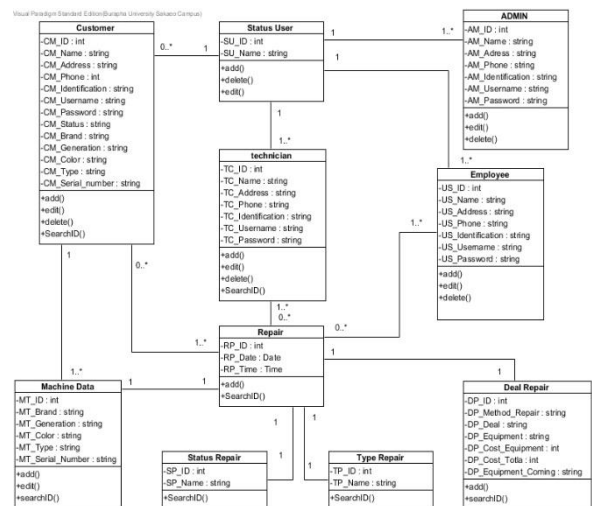 Visual Paradigm Standard Edition(Burapha University Sakaeo Campus)
Customer
-CM_ID : int
-CM_Name : string
-CM_Address : string
-CM_Phone : int
-CM_Identification : string
-CM_Username : string
-CM_Password : string
-CM_Status : string
-CM_Brand : string
-CM_Generation : string
-CM_Color : string
-CM_Type : string
-CM_Serial_number : string
+add()
+edit()
+delete()
+SearchID()
0..*
1
Status User
-SU_ID : int
-SU_Name : string
+add()
+delete()
+edit()
1
1..*
1
ADMIN
-AM_ID : int
-AM_Name : string
-AM_Adress : string
-AM_Phone : string
-AM_Identification : string
-AM_Username : string
-AM_Password : string
+add()
+edit()
+delete()
1
1..*
technician
-TC_ID : int
-TC_Name : string
-TC_Address : string
-TC_Phone : string
-TC_Identification : string
-TC_Username : string
-TC_Password : string
+add()
+edit()
+delete()
+SearchID()
1..*
Employee
-US_ID : int
-US_Name : string
-US_Address : string
-US_Phone : string
-US_Identification : string
-US_Username : string
-US_Password : string
+add()
+edit()
+delete()
1..*
1
0..*
1..*
0..*
1..*
0..*
Repair
-RP_ID : int
-RP_Date : Date
-RP_Time : Time
+add()
+SearchID()
1
1..*
1
1
1
Machine Data
-MT_ID : int
-MT_Brand : string
-MT_Generation : string
-MT_Color : string
-MT_Type : string
-MT_Serial_Number : string
+add()
+edit()
+searchID()
1
1
Status Repair
-SP_ID : int
-SP_Name : string
+SearchID()
1
1
Type Repair
-TP_ID : int
-TP_Name : string
+SearchID()
1
Deal Repair
-DP_ID : int
-DP_Method_Repair : string
-DP_Deal : string
-DP_Equipment : string
-DP_Cost_Equipment : int
-DP_Cost_Totla : int
-DP_Equipment_Coming : string
+add()
+searchID()